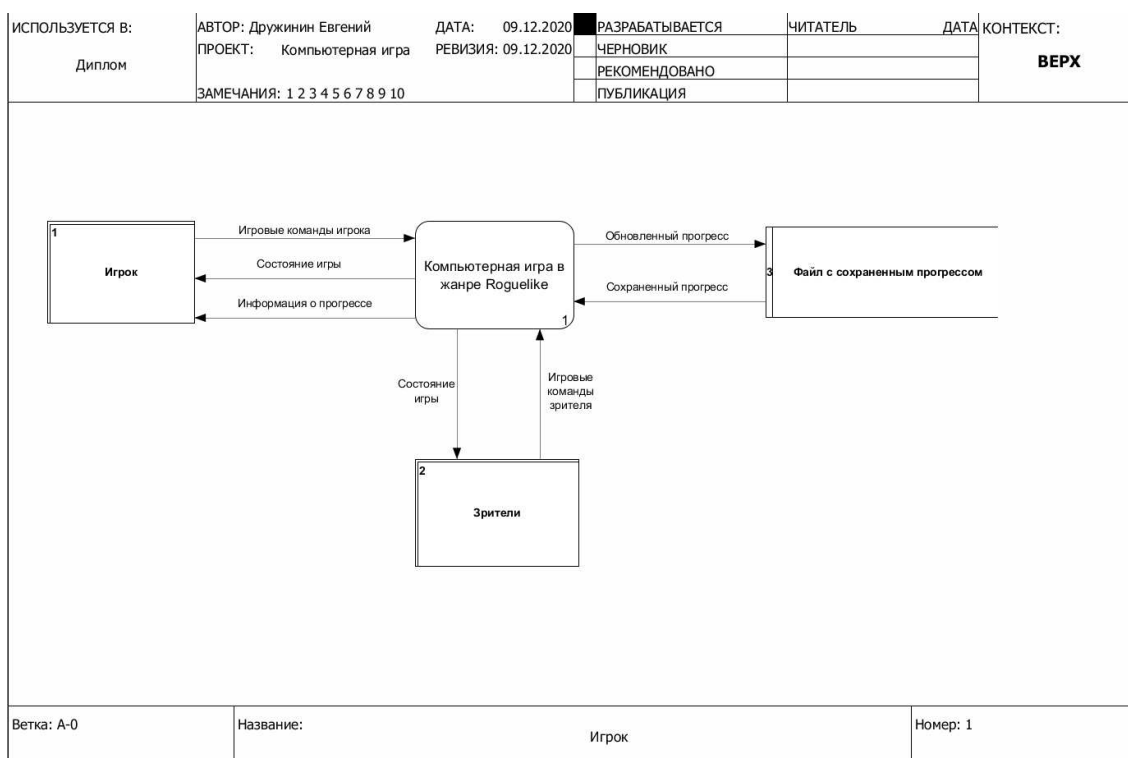 ИСПОЛЬЗУЕТСЯ В:
Диплом
АВТОР: Дружинин Евгений
ДАТА: 09.12.2020
ПРОЕКТ: Компьютерная игра
РЕВИЗИЯ: 09.12.2020
ЗАМЕЧАНИЯ: 1 2 3 4 5 6 7 8 9 10
РАЗРАБАТЫВАЕТСЯ
ЧЕРНОВИК
РЕКОМЕНДОВАНО
ПУБЛИКАЦИЯ
ЧИТАТЕЛЬ
ДАТА
КОНТЕКСТ:
ВЕРХ
1
Игрок
Игровые команды игрока
Состояние игры
Информация о прогрессе
Компьютерная игра в
жанре Roguelike
1
Обновленный прогресс
Сохраненный прогресс
3
Файл с сохраненным прогрессом
Состояние
игры
Игровые
команды
зрителя
2
Зрители
Ветка: A-0
Название:
Игрок
Номер: 1